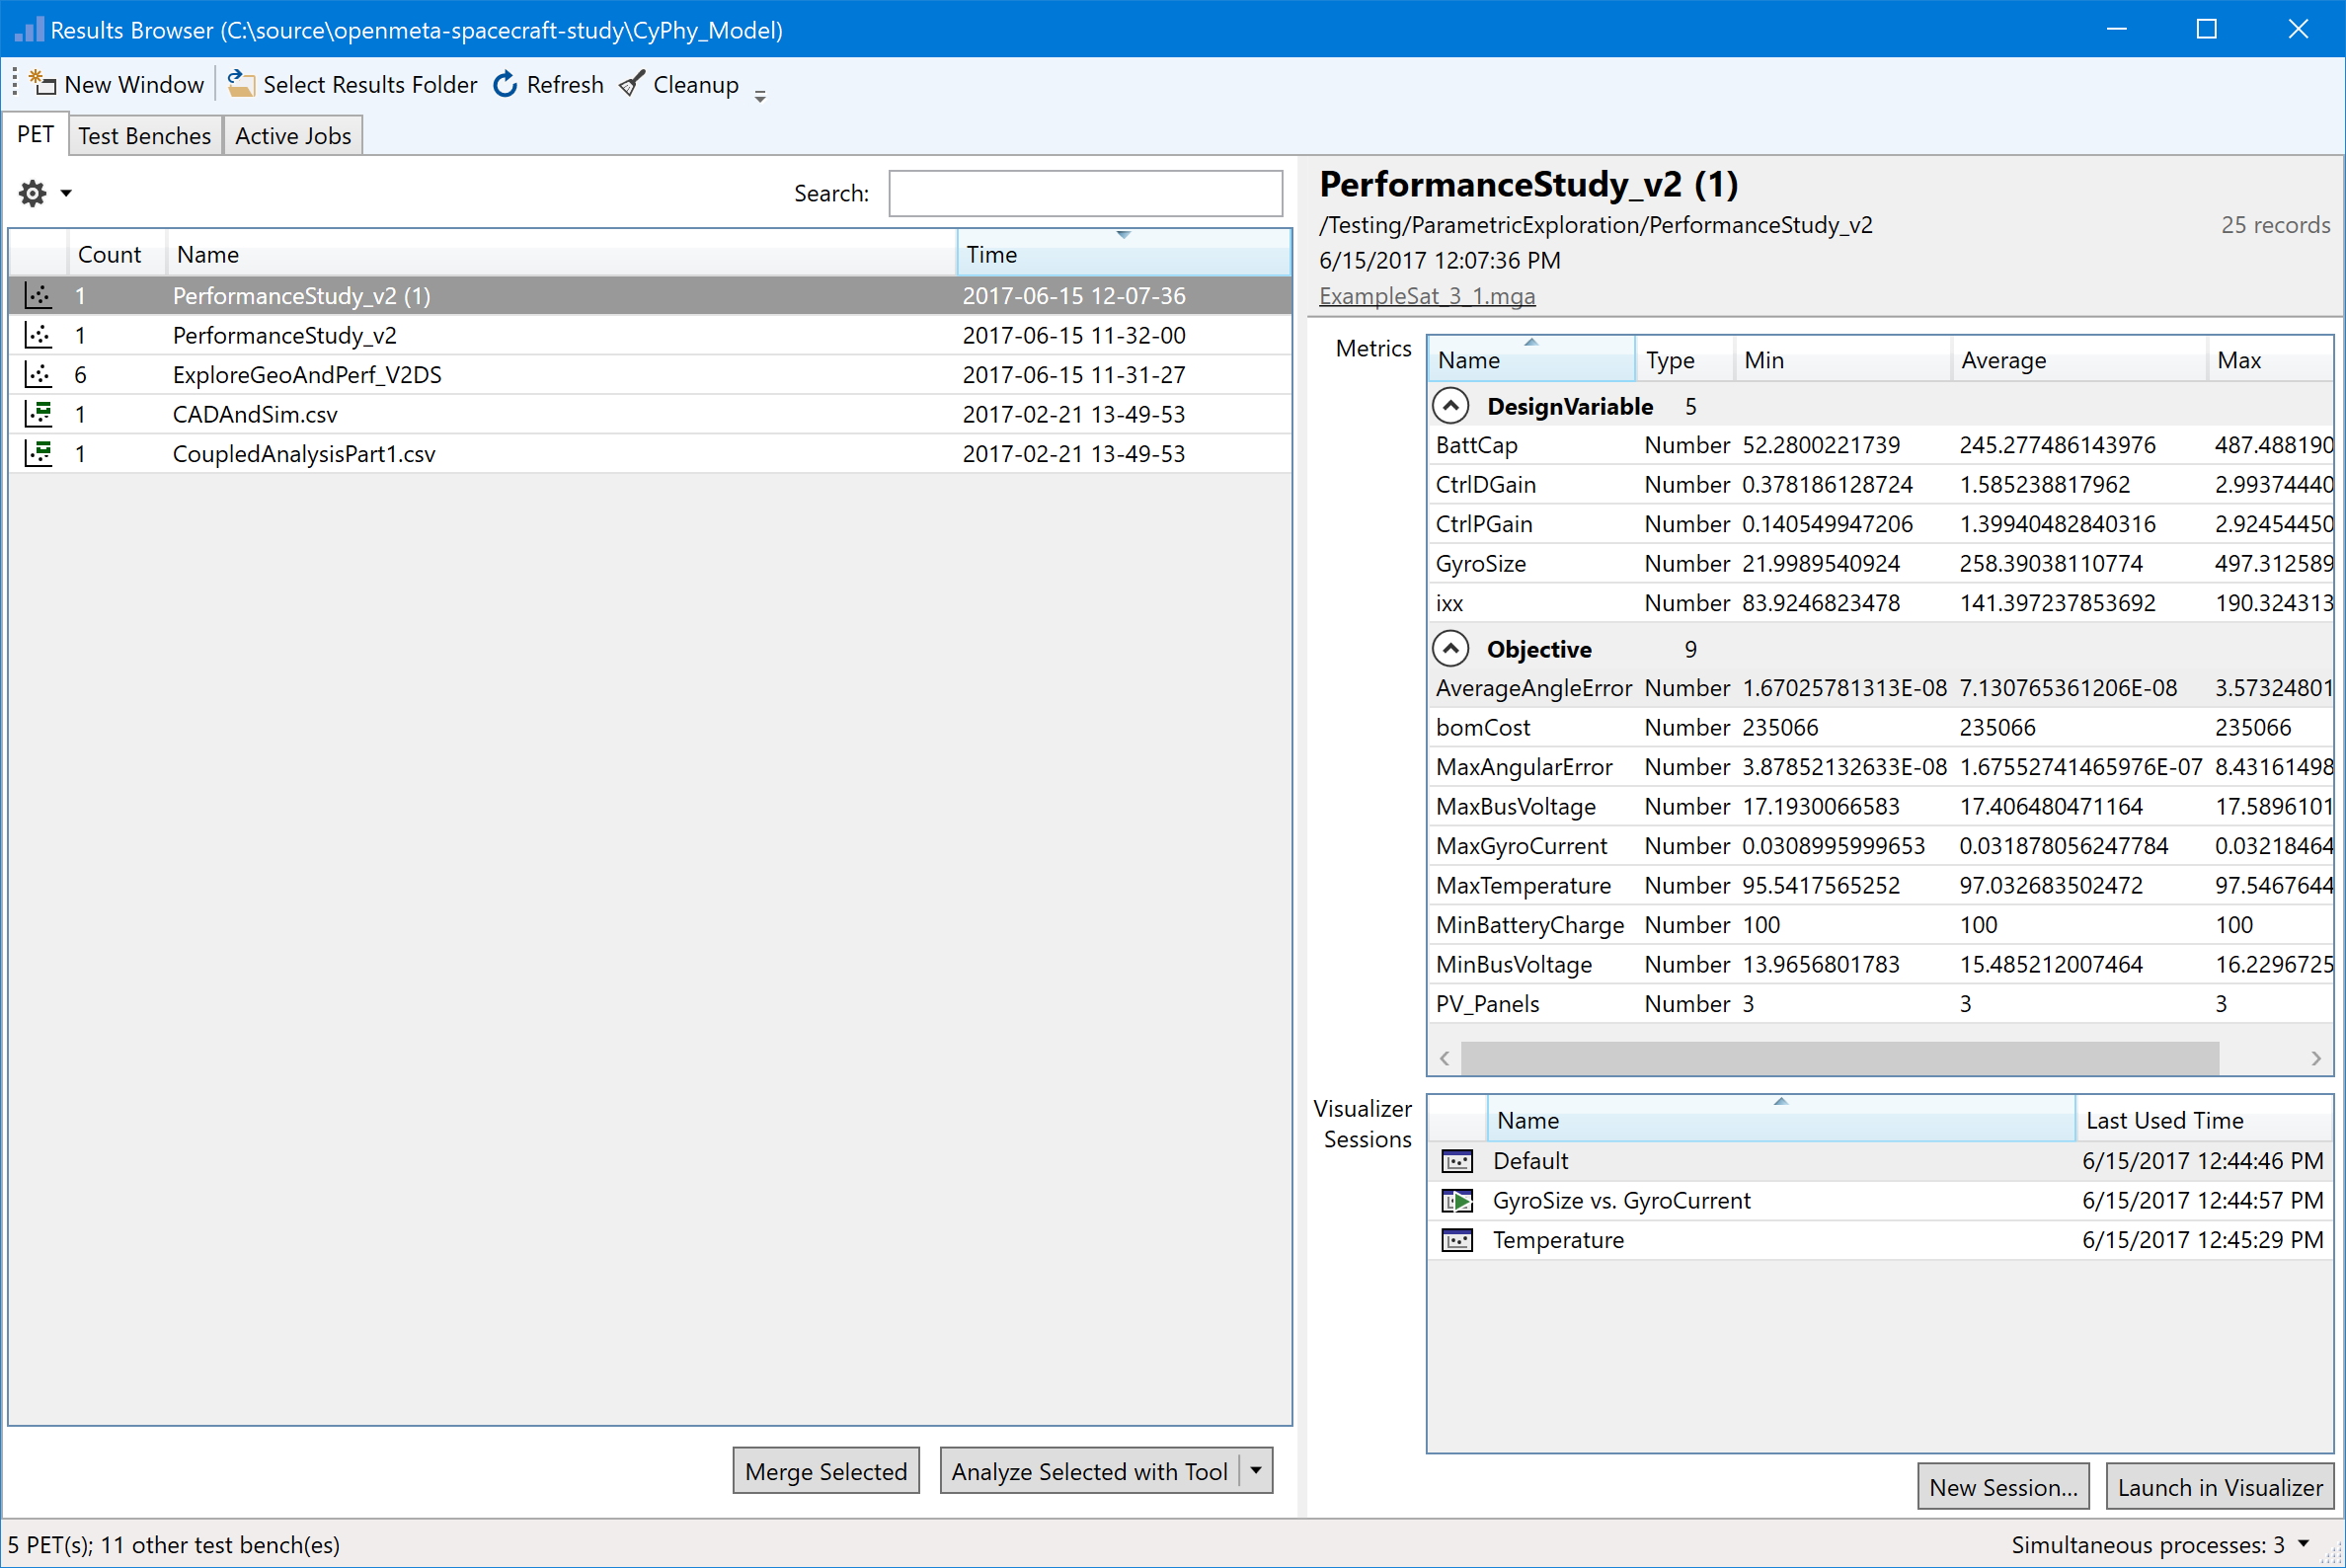 Results Browser (C:\source\openmeta-spacecraft-study\CyPhy_Model)
New Window Select Results Folder Refresh Cleanup
PET Test Benches Active Jobs
Search:
Count Name Time
1 PerformanceStudy_v2 (1) 2017-06-15 12-07-36
1 PerformanceStudy_v2 2017-06-15 11-32-00
6 ExploreGeoAndPerf_V2DS 2017-06-15 11-31-27
1 CADAndSim.csv 2017-02-21 13-49-53
1 CoupledAnalysisPart1.csv 2017-02-21 13-49-53
Merge Selected Analyze Selected with Tool
PerformanceStudy_v2 (1)
/Testing/ParametricExploration/PerformanceStudy_v2 25 records
6/15/2017 12:07:36 PM
ExampleSat_3_1.mga
Metrics
Name Type Min Average Max
DesignVariable 5
BattCap Number 52.2800221739 245.277486143976 487.488190
CtrlDGain Number 0.378186128724 1.585238817962 2.99374440
CtrlPGain Number 0.140549947206 1.39940482840316 2.92454450
GyroSize Number 21.9989540924 258.39038110774 497.312589
ixx Number 83.9246823478 141.397237853692 190.324313
Objective 9
AverageAngleError Number 1.67025781313E-08 7.130765361206E-08 3.57324801
bomCost Number 235066 235066 235066
MaxAngularError Number 3.87852132633E-08 1.67552741465976E-07 8.43161498
MaxBusVoltage Number 17.1930066583 17.406480471164 17.5896101
MaxGyroCurrent Number 0.0308995999653 0.031878056247784 0.03218464
MaxTemperature Number 95.5417565252 97.032683502472 97.5467644
MinBatteryCharge Number 100 100 100
MinBusVoltage Number 13.9656801783 15.485212007464 16.2296725
PV_Panels Number 3 3 3
Visualizer
Sessions
Name Last Used Time
Default 6/15/2017 12:44:46 PM
GyroSize vs. GyroCurrent 6/15/2017 12:44:57 PM
Temperature 6/15/2017 12:45:29 PM
New Session... Launch in Visualizer
5 PET(s); 11 other test bench(es) Simultaneous processes: 3